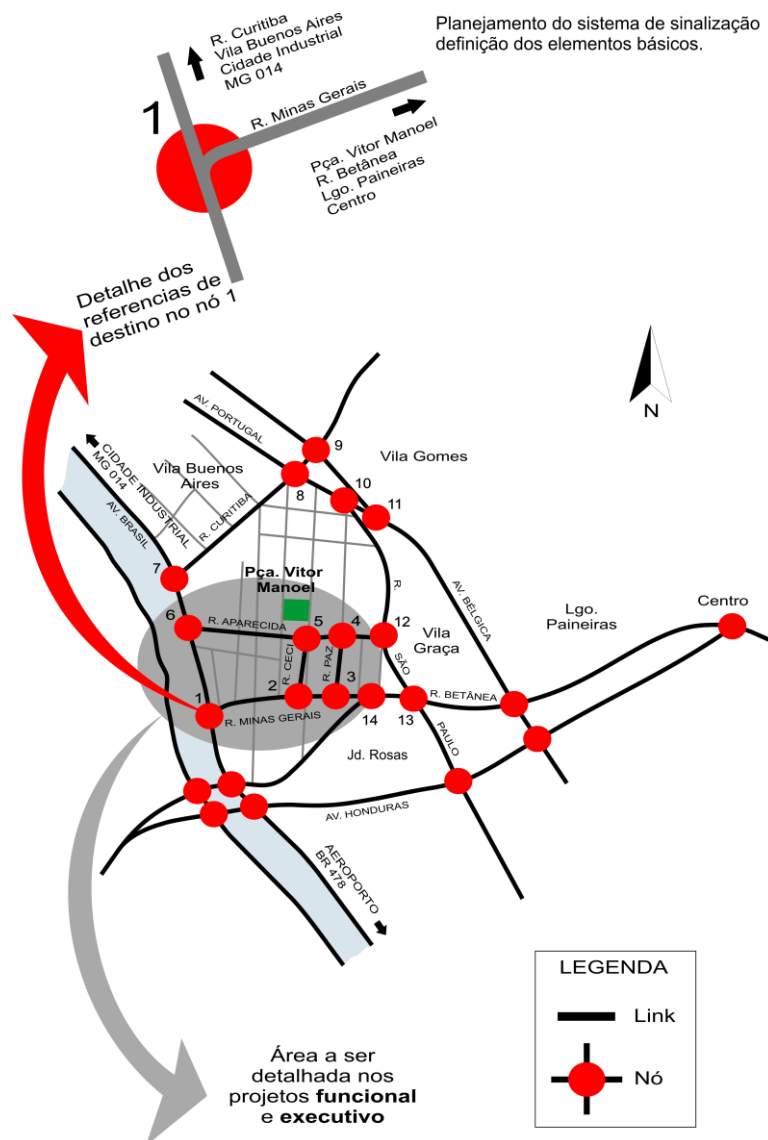 Planejamento do sistema de sinalização
definição dos elementos básicos.
R. Curitiba
Vila Buenos Aires
Cidade Industrial
MG 014
1
R. Minas Gerais
Pça. Vitor Manoel
R. Betânea
Lgo. Paineiras
Centro
Detalhe dos
referencias de
destino no nó 1
N
AV. PORTUGAL
9
Vila Gomes
CIDADE INDUSTRIAL
MG 014
Vila Buenos
Aires
8
10
11
AV. BRASIL
R. CURITIBA
7
Pça. Vitor
Manoel
R.
AV. BÉLGICA
Lgo.
Paineiras
Centro
6
R. APARECIDA
5
4
12
Vila
Graça
SÃO
R. CECI
R. PAZ
2
3
1
R. MINAS GERAIS
14
13
R. BETÂNEA
PAULO
Jd. Rosas
AV. HONDURAS
AEROPORTO
BR 478
LEGENDA
Link
Nó
Área a ser
detalhada nos
projetos funcional
e executivo